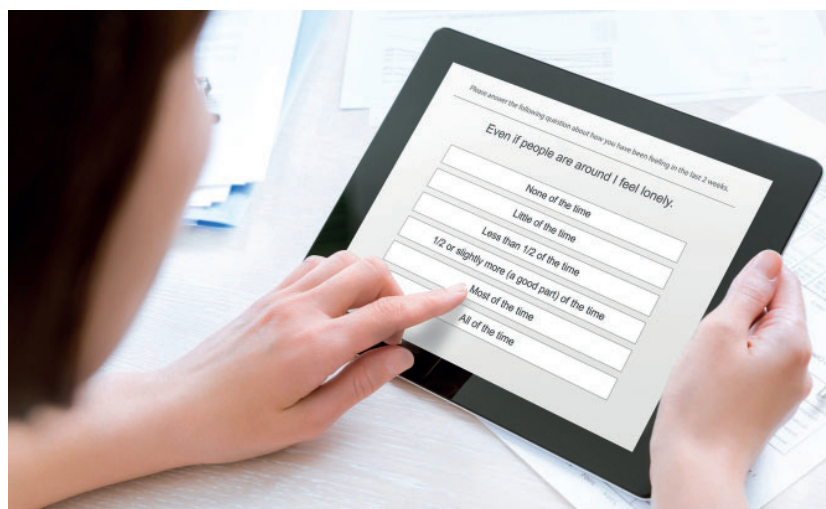 Please answer the following question about how you have been feeling in the last 2 weeks.
Even if people are around I feel lonely.
None of the time
Little of the time
Less than 1/2 of the time
1/2 or slightly more (a good part) of the time
Most of the time
All of the time